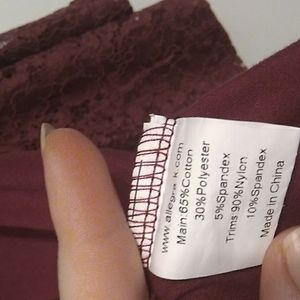 www.allegra-k.com
Main:65%Cotton
30%Polyester
5%Spandex
Trims:90%Nylon
10%Spandex
Made in China